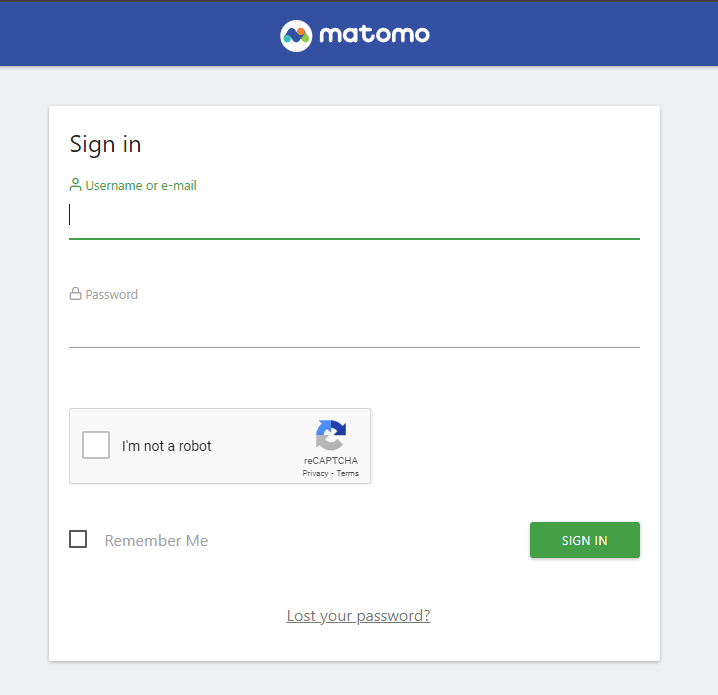 matomo
Sign in
Username or e-mail
Password
I'm not a robot
reCAPTCHA
Privacy - Terms
Remember Me
SIGN IN
Lost your password?